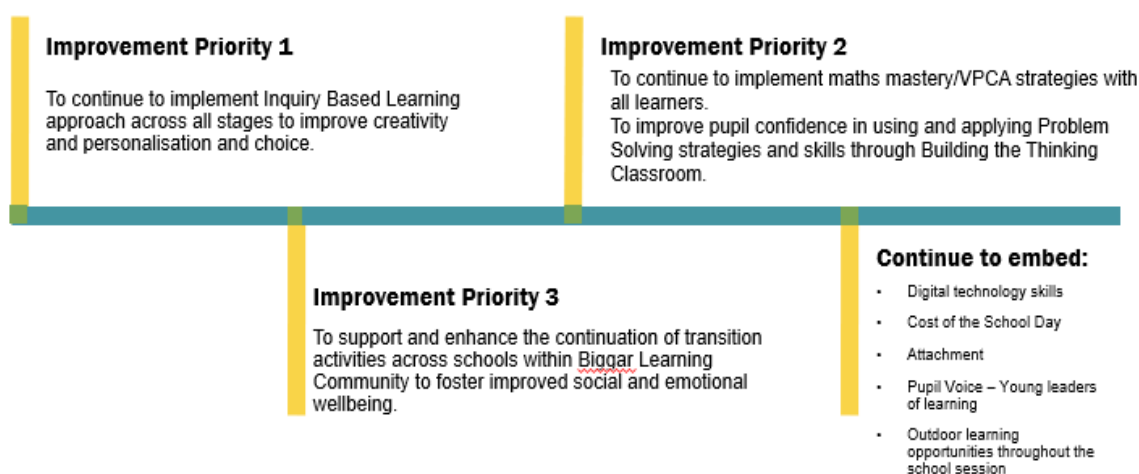 Improvement Priority 1
To continue to implement Inquiry Based Learning
approach across all stages to improve creativity
and personalisation and choice.
Improvement Priority 2
To continue to implement maths mastery/VPCA strategies with
all learners.
To improve pupil confidence in using and applying Problem
Solving strategies and skills through Building the Thinking
Classroom.
Improvement Priority 3
To support and enhance the continuation of transition
activities across schools within Biggar Learning
Community to foster improved social and emotional
wellbeing.
Continue to embed:
• Digital technology skills
• Cost of the School Day
• Attachment
• Pupil Voice – Young leaders
of learning
• Outdoor learning
opportunities throughout the
school session